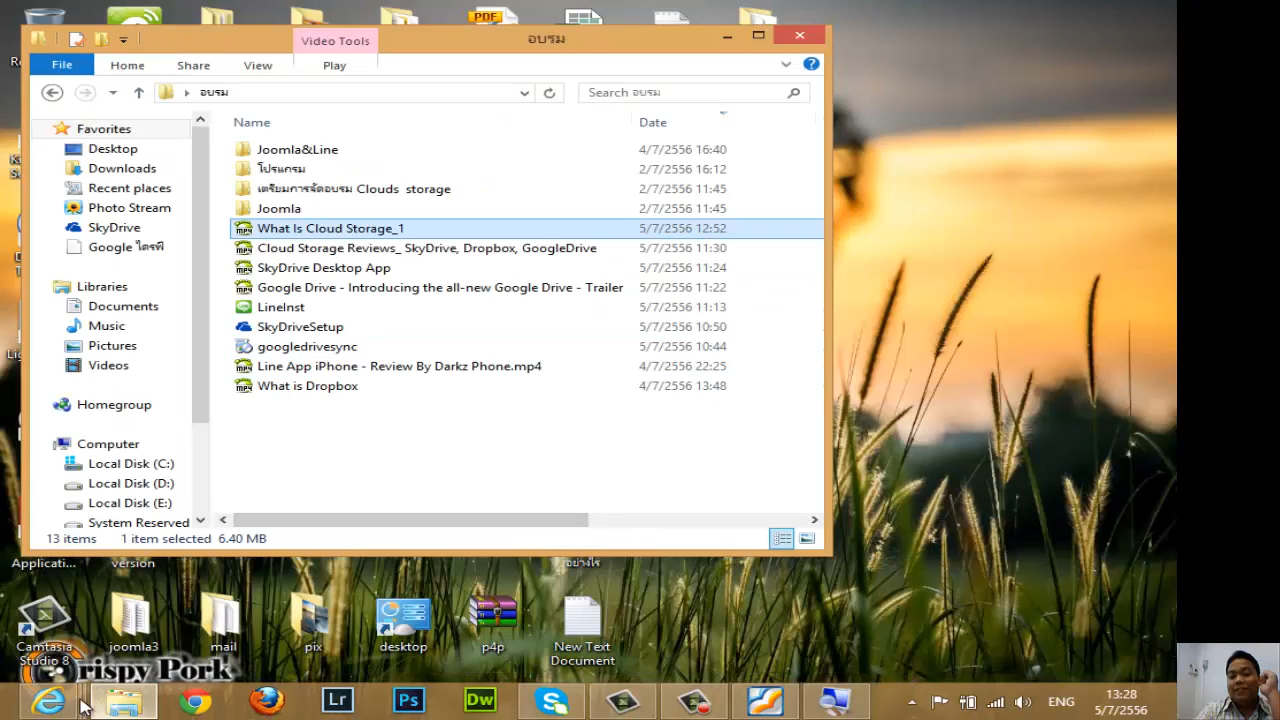 PDF
Video Tools
อบรม
File
Home
Share
View
Play
อบรม
Search อบรม
Name
Date
Favorites
Desktop
Downloads
Recent places
Photo Stream
SkyDrive
Google ไดรฟ์
Libraries
Documents
Music
Pictures
Videos
Homegroup
Computer
Local Disk (C:)
Local Disk (D:)
Local Disk (E:)
System Reserved
Joomla&Line 4/7/2556 16:40
โปรแกรม 2/7/2556 16:12
เตรียมการจัดอบรม Clouds storage 2/7/2556 11:45
Joomla 2/7/2556 11:45
What Is Cloud Storage_1 5/7/2556 12:52
Cloud Storage Reviews_ SkyDrive, Dropbox, GoogleDrive 5/7/2556 11:30
SkyDrive Desktop App 5/7/2556 11:24
Google Drive - Introducing the all-new Google Drive - Trailer 5/7/2556 11:22
LineInst 5/7/2556 11:13
SkyDriveSetup 5/7/2556 10:50
googledrivesync 5/7/2556 10:44
Line App iPhone - Review By Darkz Phone.mp4 4/7/2556 22:25
What is Dropbox 4/7/2556 13:48
13 items 1 item selected 6.40 MB
Applicati... version อย่างไร
Camtasia Studio 8
joomla3
mail
pix
desktop
p4p
New Text Document
rispy Pork
Lr
Ps
Dw
ENG
13:28
5/7/2556